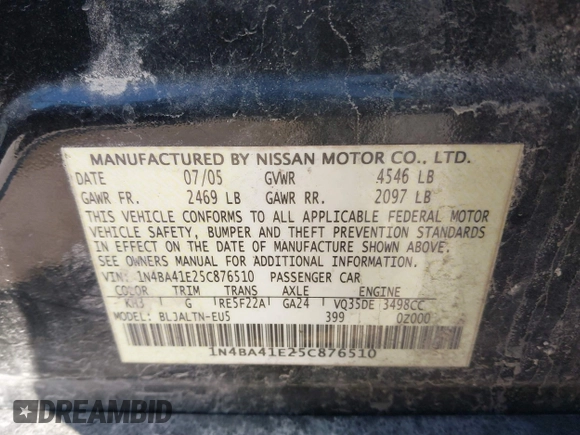 MANUFACTURED BY NISSAN MOTOR CO., LTD.
DATE 07/05 GVWR 4546 LB
GAWR FR. 2469 LB GAWR RR. 2097 LB
THIS VEHICLE CONFORMS TO ALL APPLICABLE FEDERAL MOTOR
VEHICLE SAFETY, BUMPER AND THEFT PREVENTION STANDARDS
IN EFFECT ON THE DATE OF MANUFACTURE SHOWN ABOVE.
SEE OWNERS MANUAL FOR ADDITIONAL INFORMATION.
VIN: 1N4BA41E25C876510 PASSENGER CAR
COLOR TRIM TRANS AXLE ENGINE
KH3 G RE5F22A GA24 VQ35DE 3498CC
MODEL: BLJALTN-EU5 399 0Z000
1N4BA41E25C876510
DREAMBID